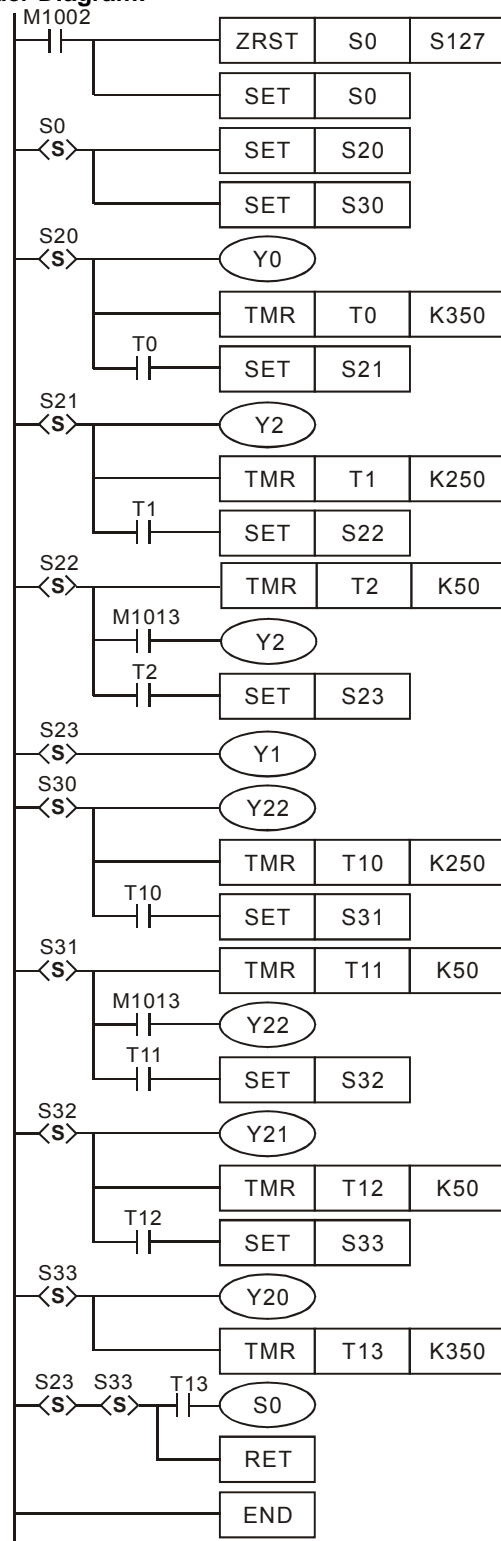 M1002
ZRST S0 S127
SET S0
S0
S
SET S20
SET S30
S20
S
Y0
TMR T0 K350
T0
SET S21
S21
S
Y2
TMR T1 K250
T1
SET S22
S22
S
TMR T2 K50
M1013
Y2
T2
SET S23
S23
S
Y1
S30
S
Y22
TMR T10 K250
T10
SET S31
S31
S
TMR T11 K50
M1013
Y22
T11
SET S32
S32
S
Y21
TMR T12 K50
T12
SET S33
S33
S
Y20
TMR T13 K350
S23 S33 T13
S S
S0
RET
END